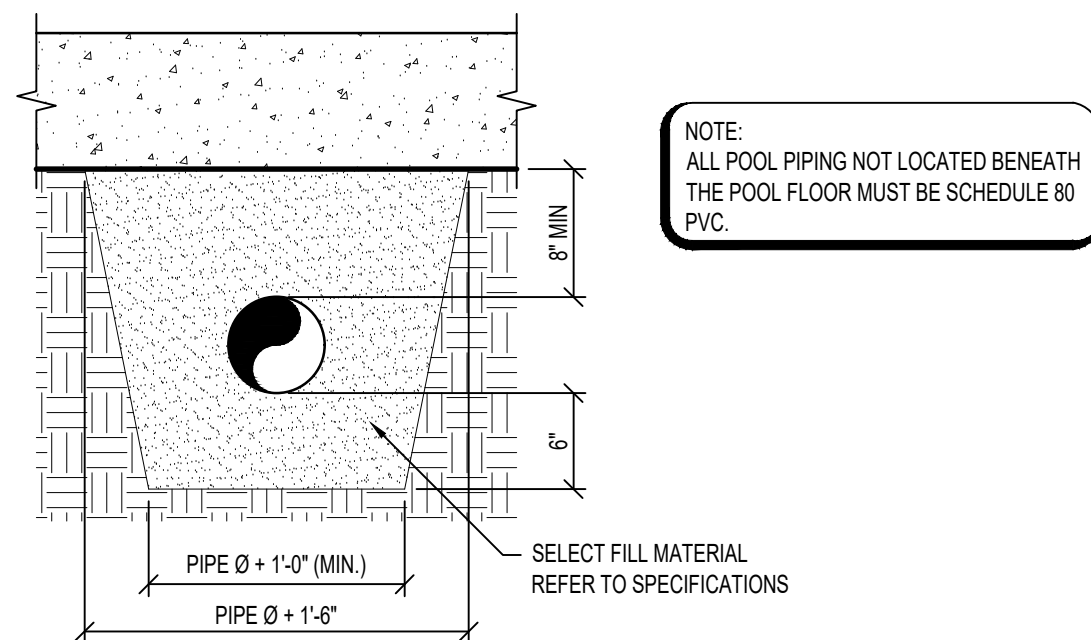 NOTE:
ALL POOL PIPING NOT LOCATED BENEATH
THE POOL FLOOR MUST BE SCHEDULE 80
PVC.
8" MIN
6"
SELECT FILL MATERIAL
REFER TO SPECIFICATIONS
PIPE Ø + 1'-0" (MIN.)
PIPE Ø + 1'-6"